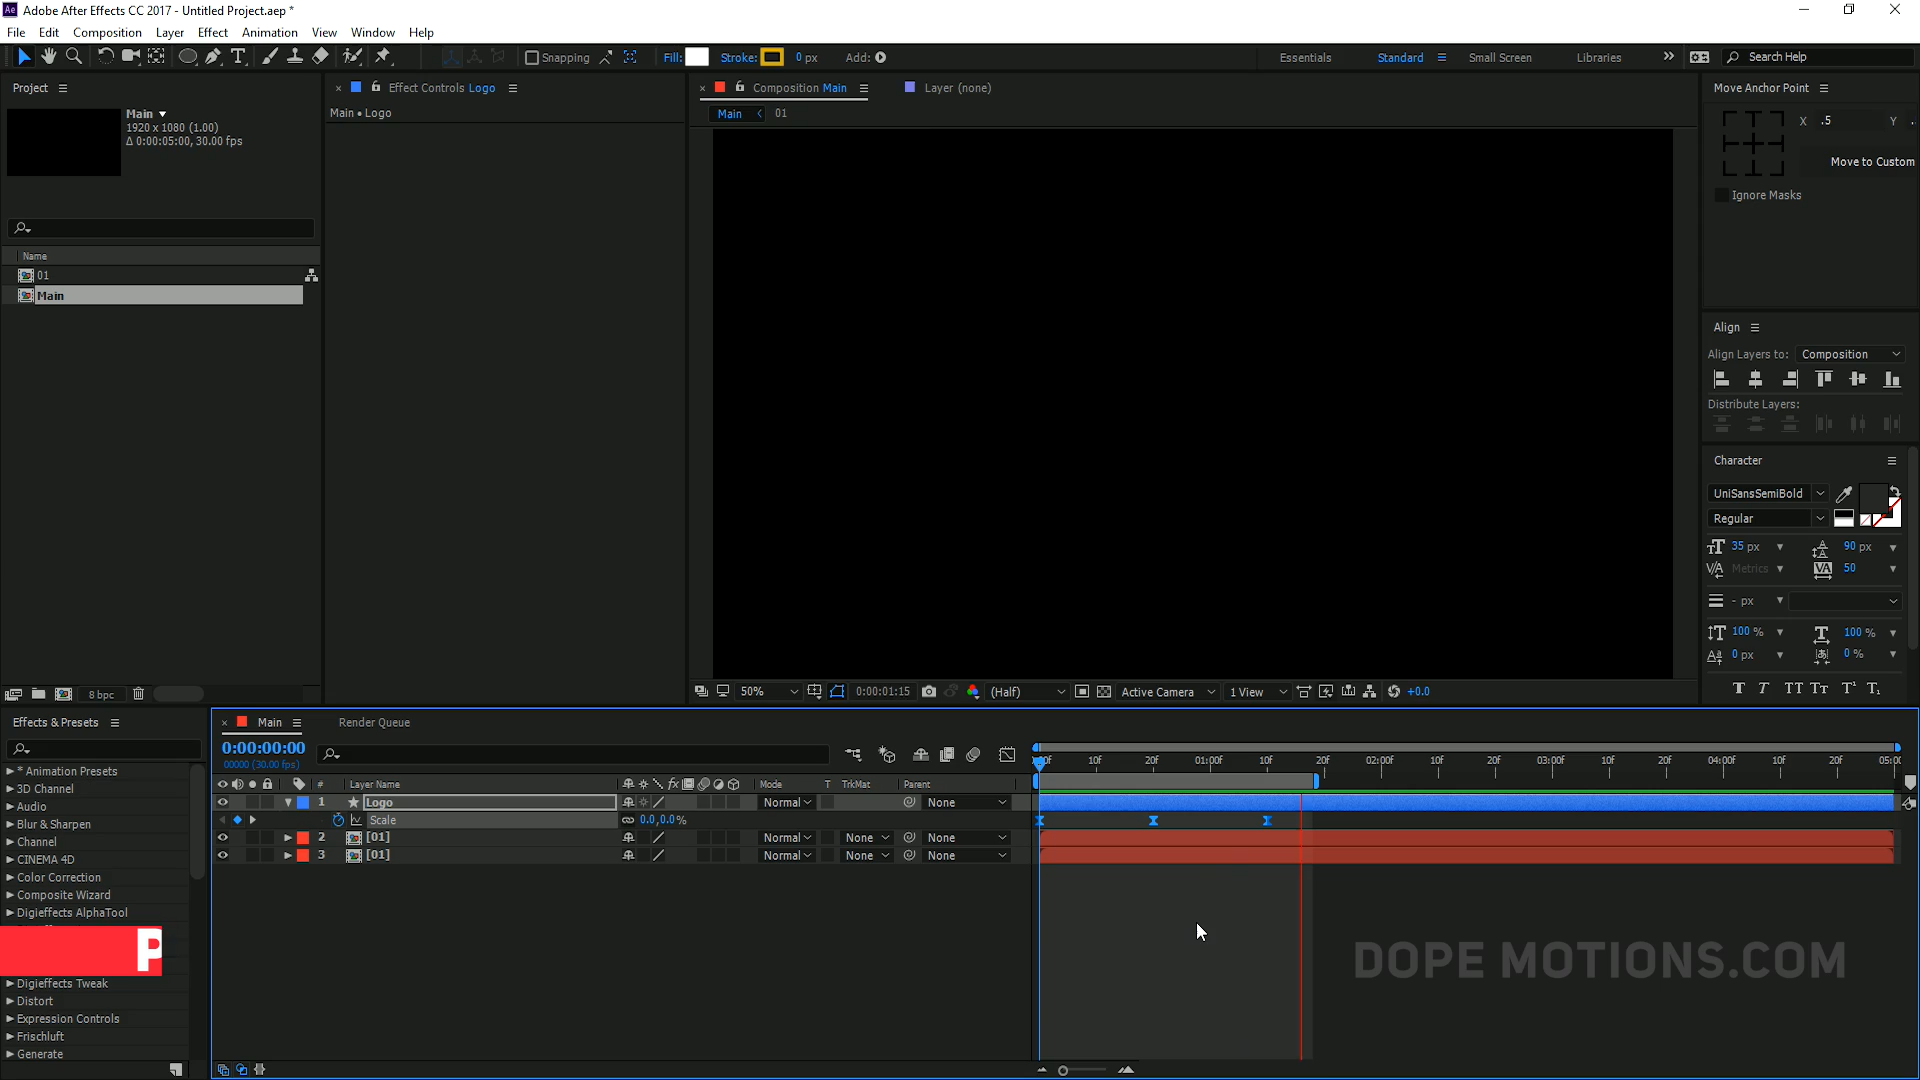 Adobe After Effects CC 2017 - Untitled Project.aep *
File Edit Composition Layer Effect Animation View Window Help
Snapping Fill: Stroke: 0 px Add: Essentials Standard Small Screen Libraries Search Help
Project
Main
1920 x 1080 (1.00)
Δ 0:00:05:00, 30.00 fps
Name
01
Main
8 bpc
Effect Controls Logo
Main • Logo
Composition Main
Layer (none)
Main 01
50% 0:00:01:15 (Half) Active Camera 1 View +0.0
Move Anchor Point
X .5 Y .
Move to Custom
Ignore Masks
Align
Align Layers to: Composition
Distribute Layers:
Character
UniSansSemiBold
Regular
35 px 90 px
Metrics 50
- px
100 % 100 %
0 px 0 %
Effects & Presets
* Animation Presets
3D Channel
Audio
Blur & Sharpen
Channel
CINEMA 4D
Color Correction
Composite Wizard
Digieffects AlphaTool
P
Digieffects Tweak
Distort
Expression Controls
Frischluft
Generate
Main
Render Queue
0:00:00:00
00000 (30.00 fps)
# Layer Name Mode T TrkMat Parent
1 Logo Normal None
Scale 0.0,0.0%
2 [01] Normal None None
3 [01] Normal None None
10f 20f 01:00f 10f 20f 02:00f 10f 20f 03:00f 10f 20f 04:00f 10f 20f
DOPE MOTIONS.COM